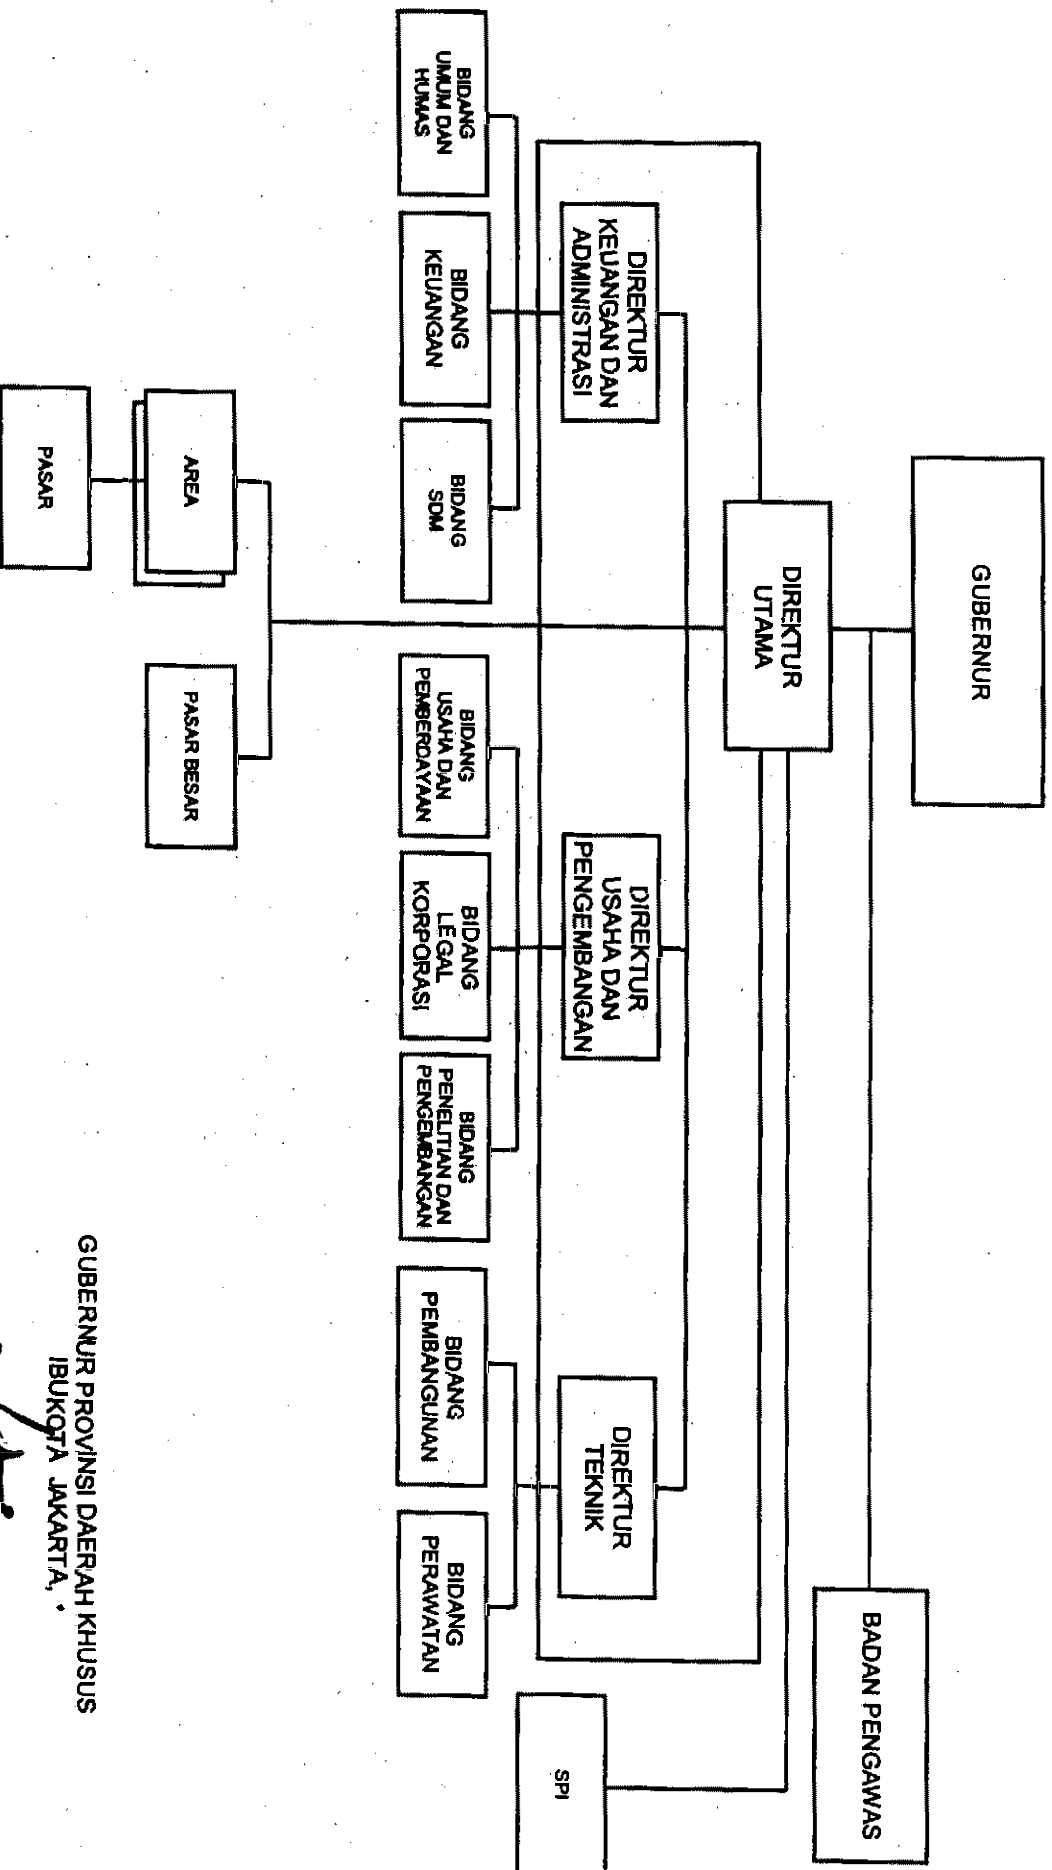 GUBERNUR
BADAN PENGAWAS
DIREKTUR
UTAMA
DIREKTUR
KEUANGAN DAN
ADMINISTRASI
DIREKTUR
USAHA DAN
PENGEMBANGAN
DIREKTUR
TEKNIK
SPI
BIDANG
UMUM DAN
HUMAS
BIDANG
KEUANGAN
BIDANG
SDM
BIDANG
USAHA DAN
PEMBERDAYAAN
BIDANG
LEGAL
KORPORASI
BIDANG
PENELITIAN DAN
PENGEMBANGAN
BIDANG
PEMBANGUNAN
BIDANG
PERAWATAN
AREA
PASAR BESAR
PASAR
GUBERNUR PROVINSI DAERAH KHUSUS
IBUKOTA JAKARTA,